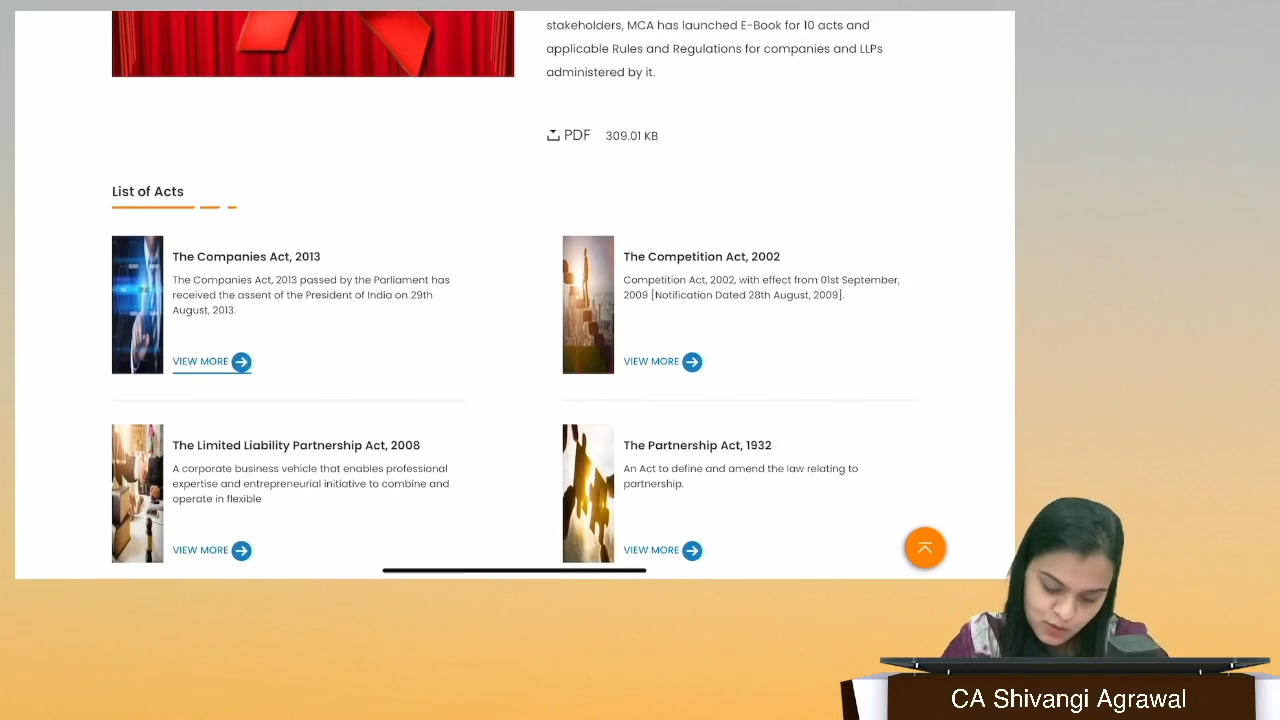 stakeholders, MCA has launched E-Book for 10 acts and
applicable Rules and Regulations for companies and LLPs
administered by it.
PDF 309.01 KB
List of Acts
The Companies Act, 2013
The Companies Act, 2013 passed by the Parliament has
received the assent of the President of India on 29th
August, 2013.
VIEW MORE
The Competition Act, 2002
Competition Act, 2002, with effect from 01st September,
2009 [Notification Dated 28th August, 2009].
VIEW MORE
The Limited Liability Partnership Act, 2008
A corporate business vehicle that enables professional
expertise and entrepreneurial initiative to combine and
operate in flexible
VIEW MORE
The Partnership Act, 1932
An Act to define and amend the law relating to
partnership.
VIEW MORE
CA Shivangi Agrawal